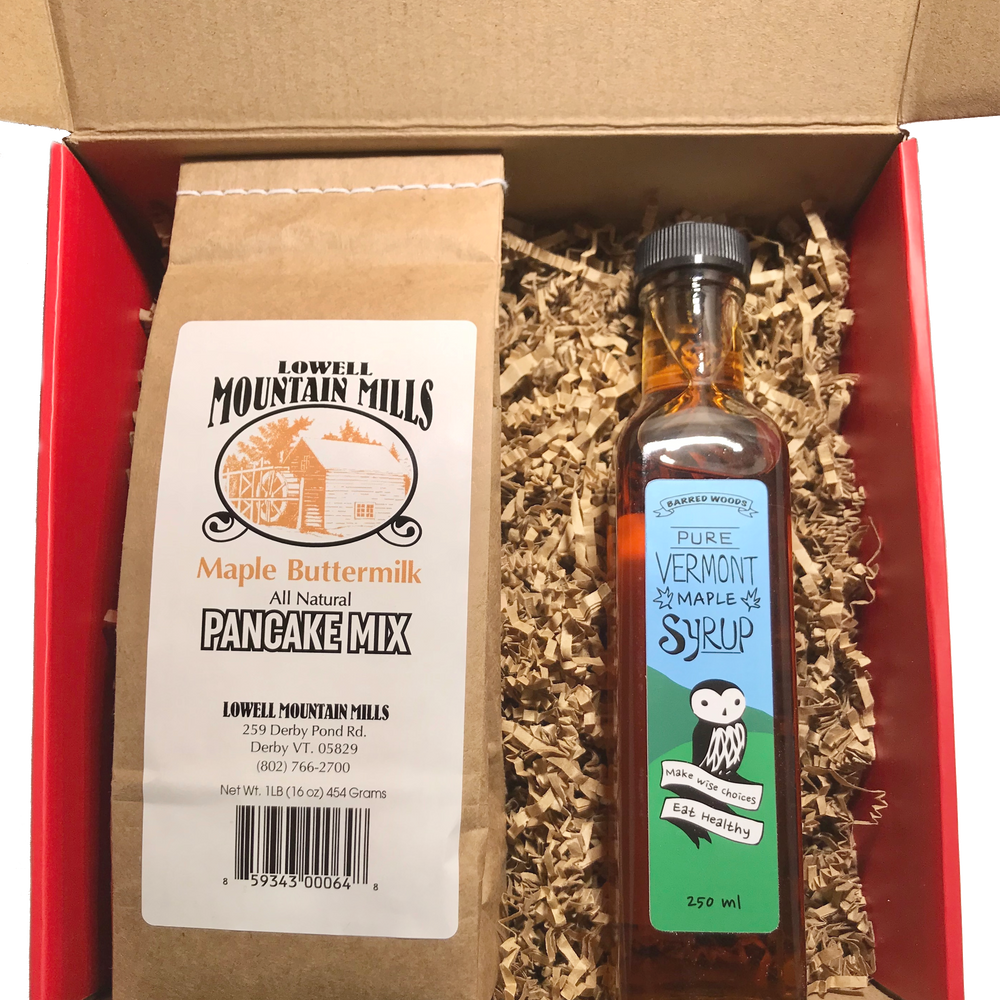 LOWELL
MOUNTAIN MILLS
Maple Buttermilk
All Natural
PANCAKE MIX
LOWELL MOUNTAIN MILLS
259 Derby Pond Rd.
Derby VT. 05829
(802) 766-2700
Net Wt. 1LB (16 oz) 454 Grams
8 59343 00064 8
BARRED WOODS
PURE
VERMONT
MAPLE
SYRUP
Make wise choices
Eat Healthy
250 ml